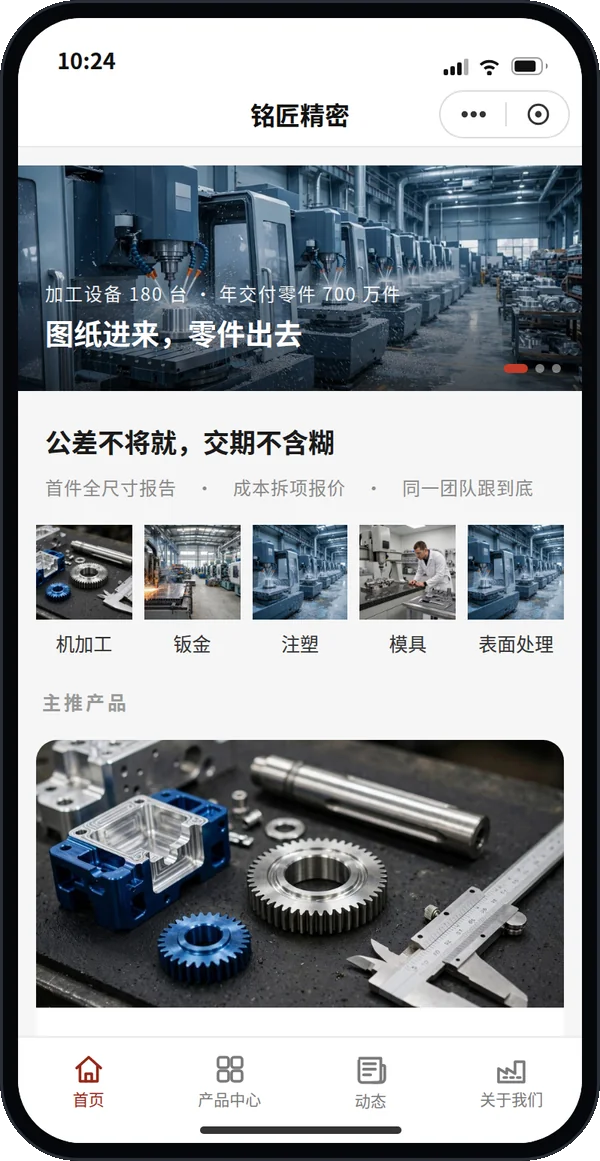 10:24
铭匠精密
加工设备 180 台 · 年交付零件 700 万件
图纸进来，零件出去
公差不将就，交期不含糊
首件全尺寸报告 · 成本拆项报价 · 同一团队跟到底
机加工 钣金 注塑 模具 表面处理
主推产品
首页 产品中心 动态 关于我们